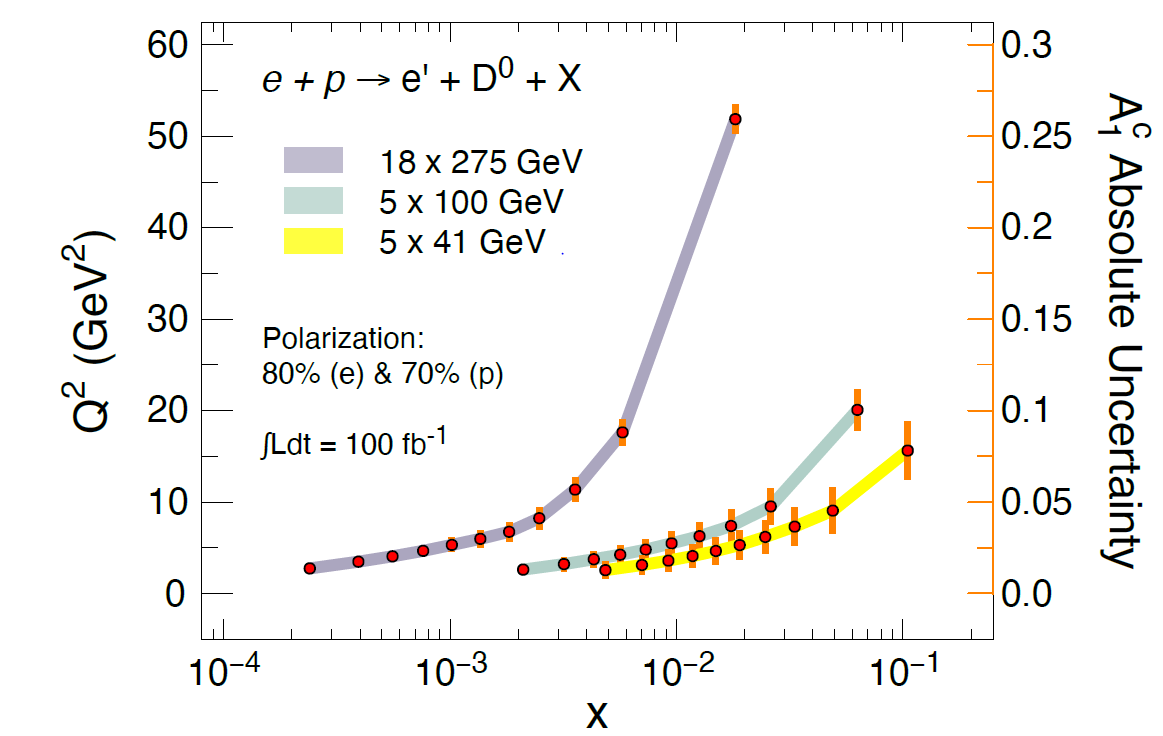 e + p → e' + D⁰ + X
18 x 275 GeV
5 x 100 GeV
5 x 41 GeV
Polarization:
80% (e) & 70% (p)
∫Ldt = 100 fb⁻¹
Q² (GeV²)
60
50
40
30
20
10
0
0.3
0.25
0.2
0.15
0.1
0.05
0.0
A₁ᶜ Absolute Uncertainty
10⁻⁴
10⁻³
10⁻²
10⁻¹
x